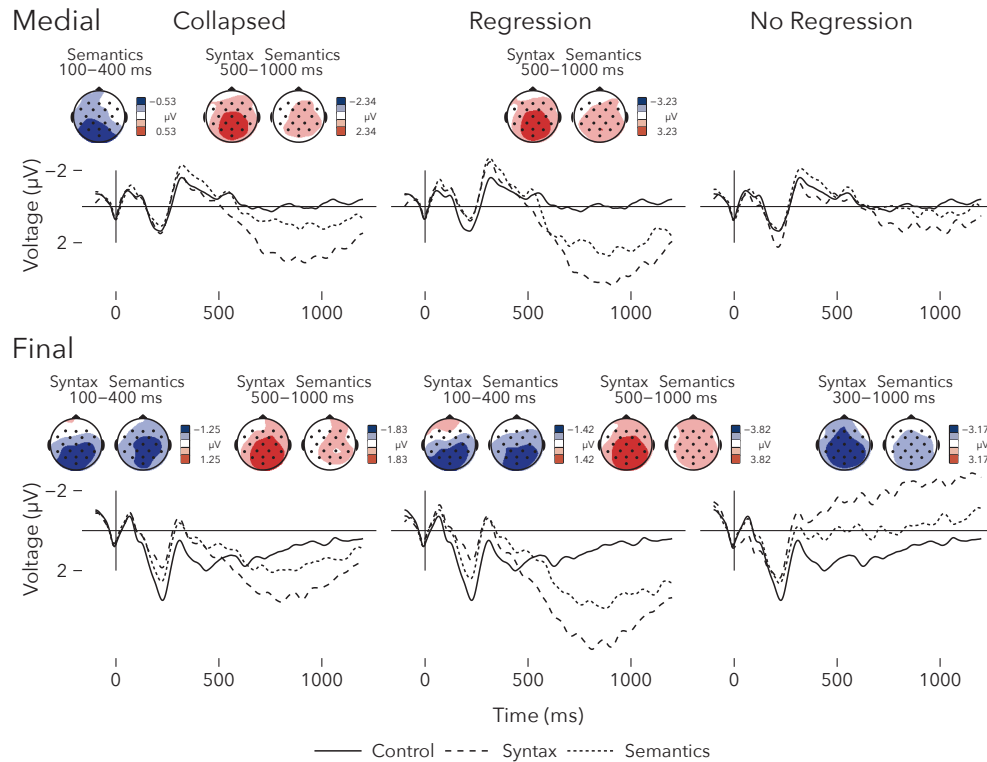 Medial
Collapsed
Regression
No Regression
Semantics
100–400 ms
Syntax Semantics
500–1000 ms
Syntax Semantics
500–1000 ms
−0.53
μV
0.53
−2.34
μV
2.34
−3.23
μV
3.23
Voltage (μV)
-2
2
0 500 1000
0 500 1000
0 500 1000
Final
Syntax Semantics
100–400 ms
Syntax Semantics
500–1000 ms
Syntax Semantics
100–400 ms
Syntax Semantics
500–1000 ms
Syntax Semantics
300–1000 ms
−1.25
μV
1.25
−1.83
μV
1.83
−1.42
μV
1.42
−3.82
μV
3.82
−3.17
μV
3.17
Voltage (μV)
-2
2
0 500 1000
0 500 1000
0 500 1000
Time (ms)
Control Syntax Semantics